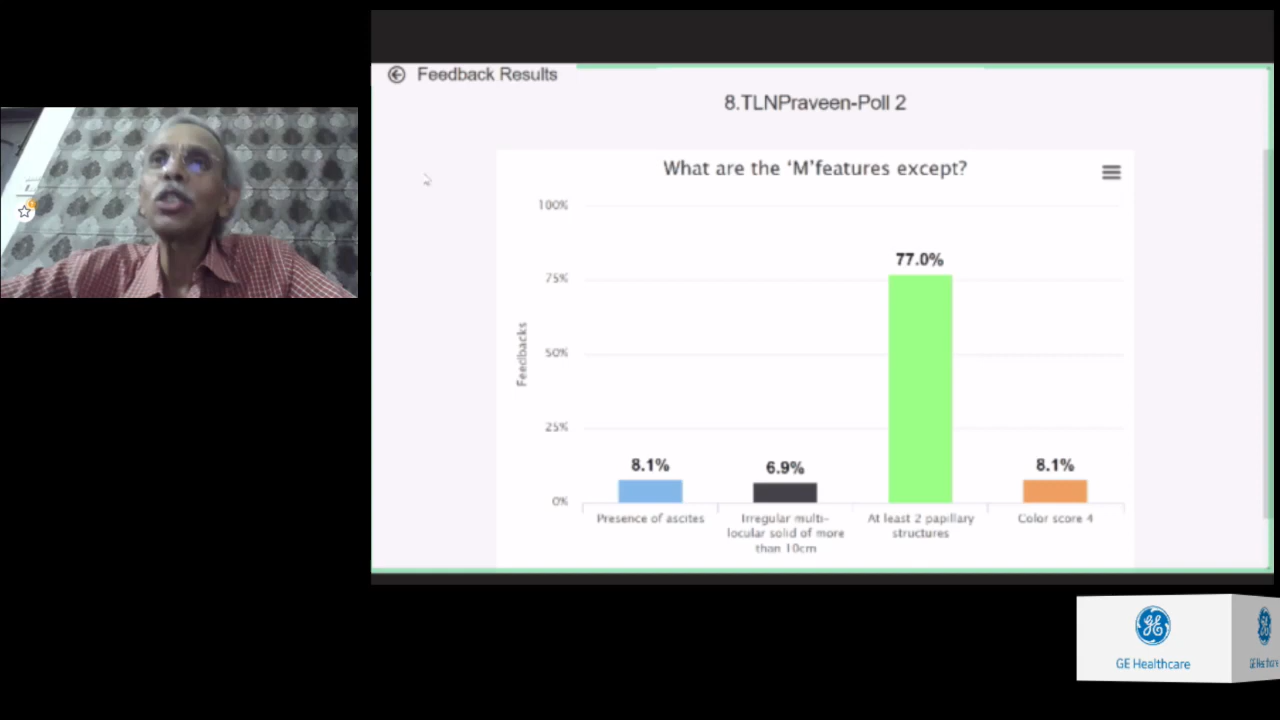 Feedback Results
8.TLNPraveen-Poll 2
What are the ‘M’features except?
100%
75%
50%
25%
0%
Feedbacks
8.1%
6.9%
77.0%
8.1%
Presence of ascites
Irregular multi-
locular solid of more
than 10cm
At least 2 papillary
structures
Color score 4
GE Healthcare